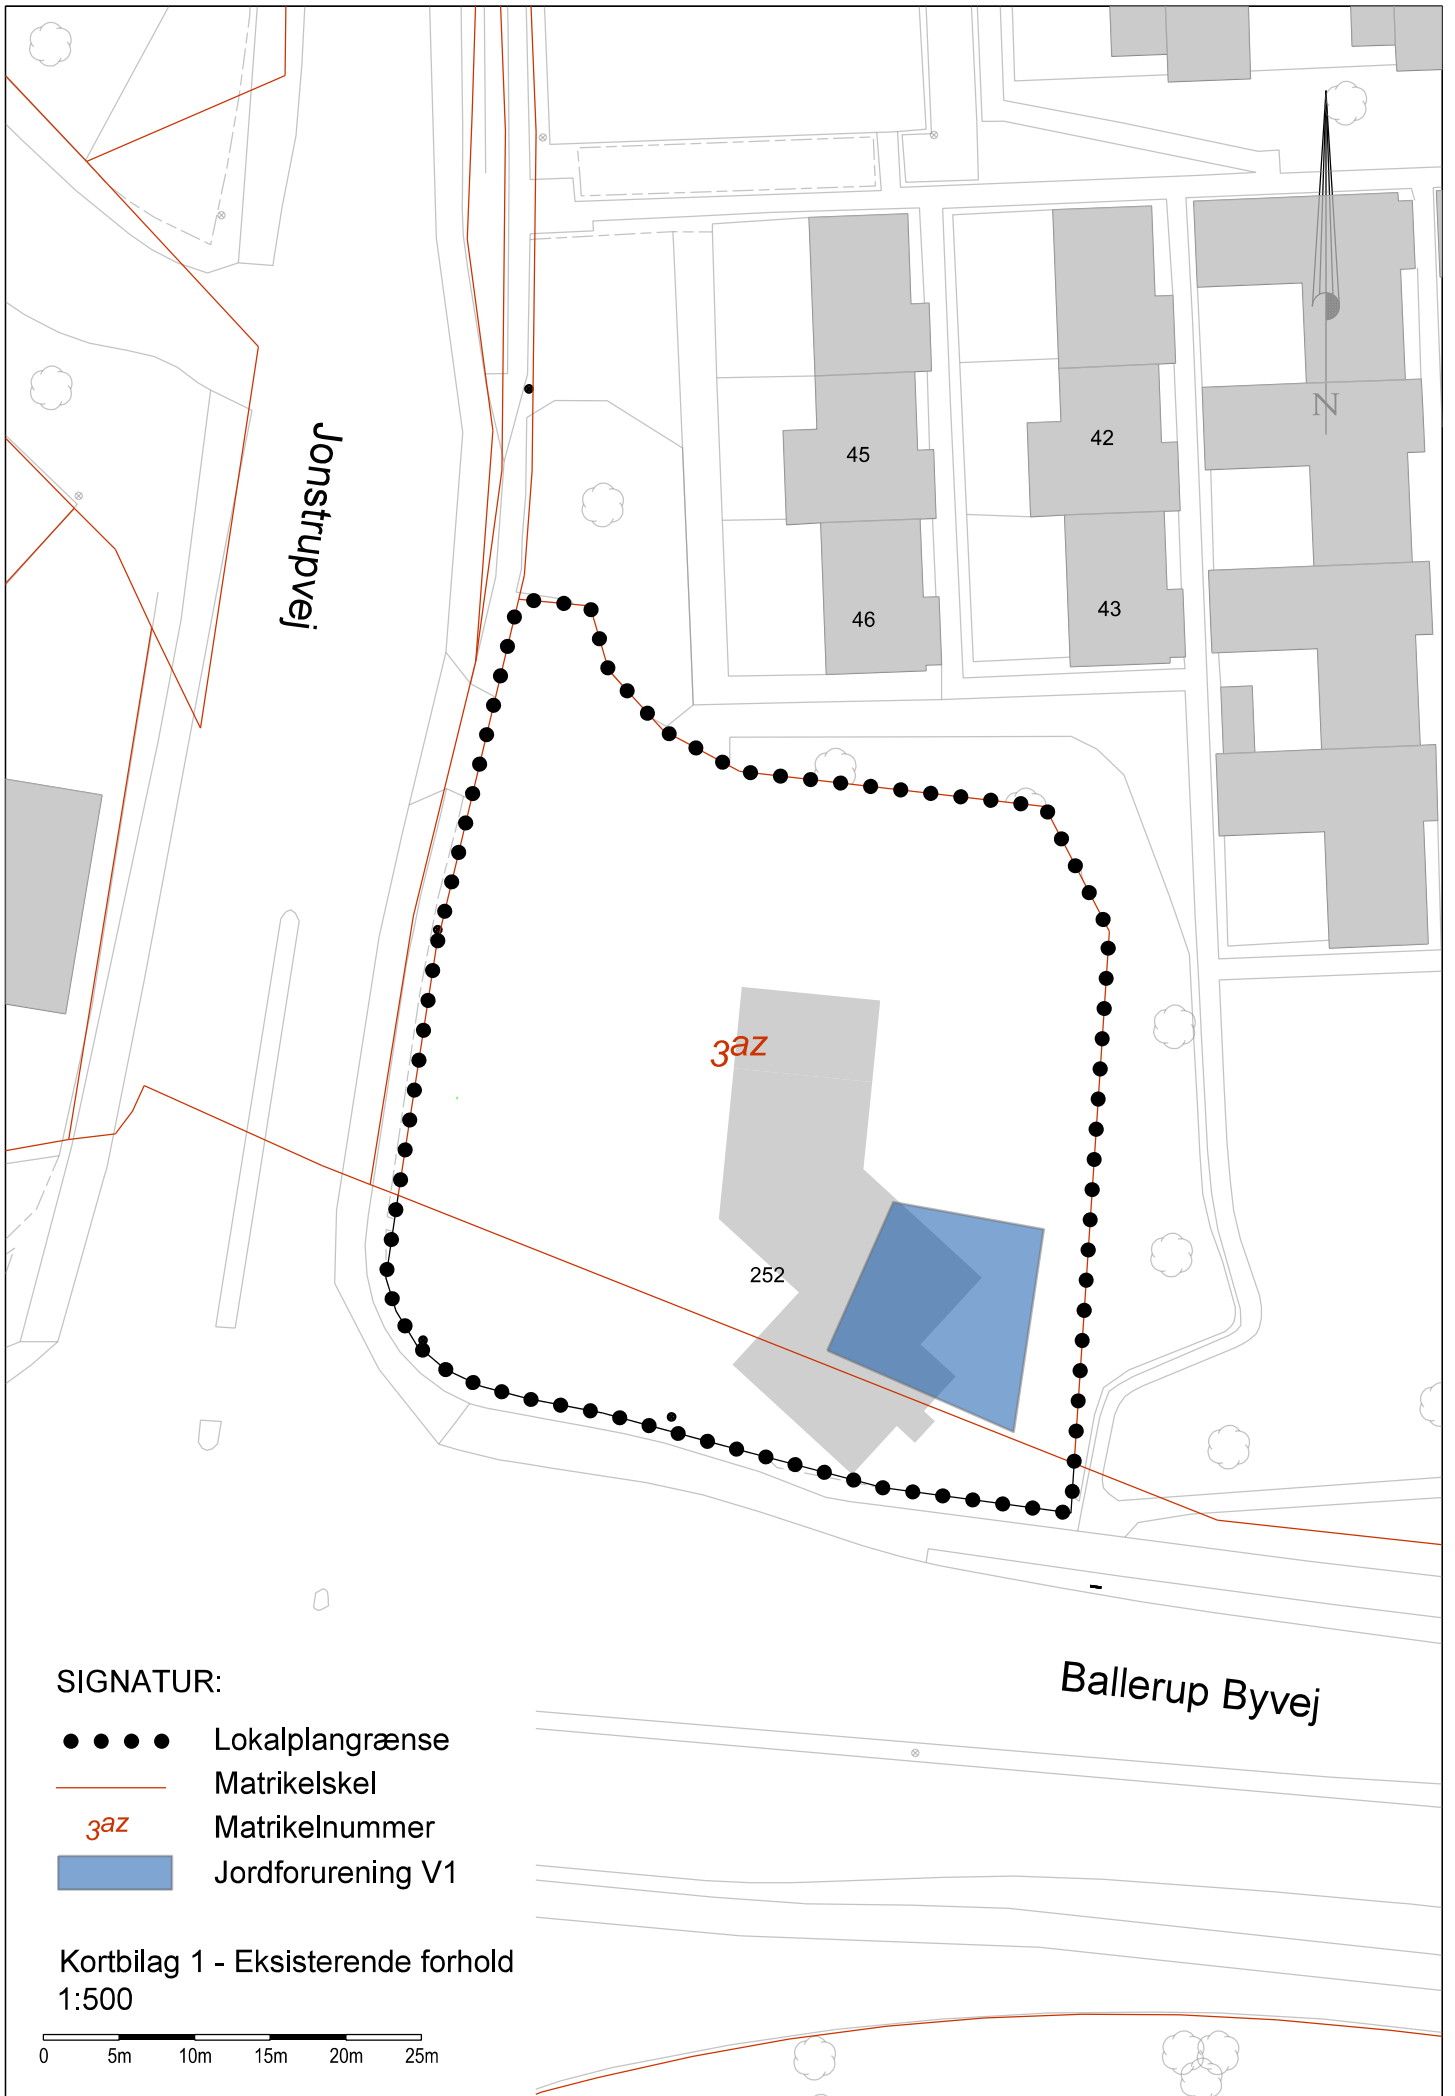 N
Jonstrupvej
45
42
46
43
3az
252
Ballerup Byvej
SIGNATUR:
Lokalplangrænse
Matrikelskel
3az Matrikelnummer
Jordforurening V1
Kortbilag 1 - Eksisterende forhold
1:500
0 5m 10m 15m 20m 25m